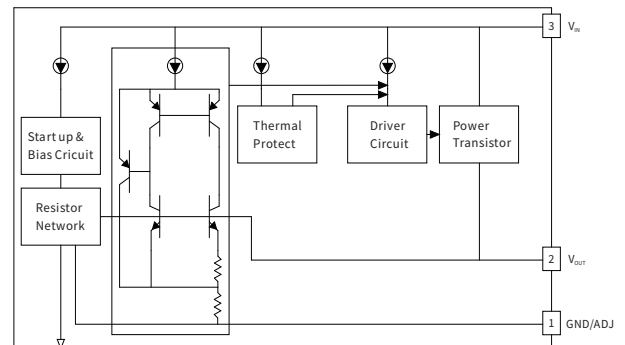 3 VIN
Start up &
Bias Cricuit
Thermal
Protect
Driver
Circuit
Power
Transistor
Resistor
Network
2 VOUT
1 GND/ADJ